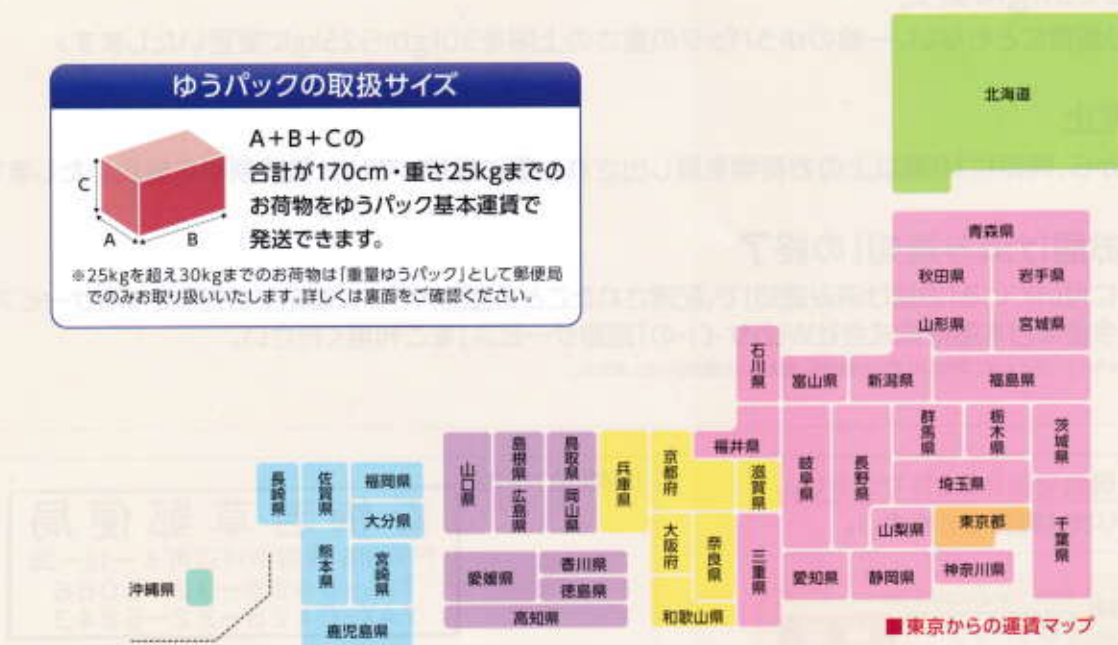 ゆうパックの取扱サイズ
A+B+Cの
合計が170cm・重さ25kgまでの
お荷物をゆうパック基本運賃で
発送できます。
C
A
B
※25kgを超え30kgまでのお荷物は「重量ゆうパック」として郵便局
でのみお取り扱いいたします。詳しくは裏面をご確認ください。
北海道
青森県
秋田県
岩手県
山形県
宮城県
石川県
富山県
新潟県
福島県
群馬県
栃木県
茨城県
福井県
岐阜県
長野県
埼玉県
山梨県
東京都
千葉県
愛知県
静岡県
神奈川県
三重県
滋賀県
京都府
兵庫県
大阪府
奈良県
和歌山県
鳥取県
島根県
岡山県
広島県
山口県
香川県
愛媛県
徳島県
高知県
福岡県
佐賀県
長崎県
大分県
熊本県
宮崎県
鹿児島県
沖縄県
■東京からの運賃マップ